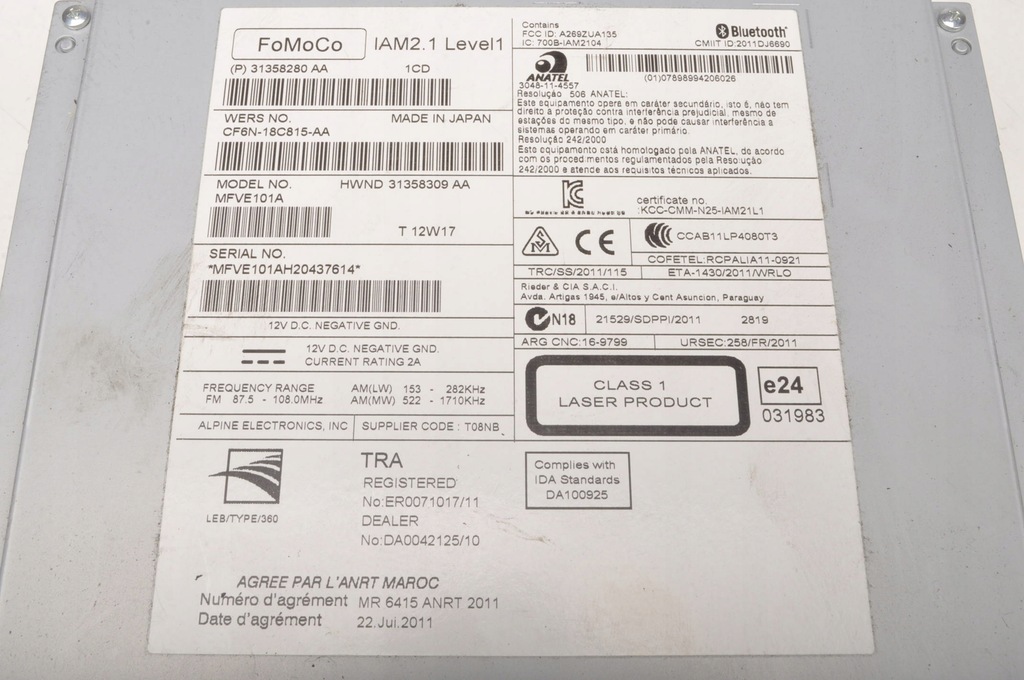 FoMoCo
IAM2.1 Level1
(P) 31358280 AA 1CD
WERS NO. MADE IN JAPAN
CF6N-18C815-AA
MODEL NO. HWND 31358309 AA
MFVE101A
T 12W17
SERIAL NO.
*MFVE101AH20437614*
12V D.C. NEGATIVE GND.
12V D.C. NEGATIVE GND.
CURRENT RATING 2A
FREQUENCY RANGE AM(LW) 153 - 282KHz
FM 87.5 - 108.0MHz AM(MW) 522 - 1710KHz
ALPINE ELECTRONICS, INC SUPPLIER CODE : T08NB
Contains
FCC ID: A269ZUA135
IC: 700B-IAM2104
Bluetooth®
CMIIT ID:2011DJ6690
ANATEL
3048-11-4557
(01)07898994206026
Resolução 506 ANATEL:
Este equipamento opera em caráter secundário, isto é, não tem
direito a proteção contra interferência prejudicial, mesmo de
estações do mesmo tipo, e não pode causar interferência a
sistemas operando em caráter primário.
Resolução 242/2000
Este equipamento está homologado pela ANATEL, de acordo
com os procedimentos regulamentados pela Resolução
242/2000 e atende aos requisitos técnicos aplicados.
certificate no.
:KCC-CMM-N25-IAM21L1
CE
CCAB11LP4080T3
COFETEL:RCPALIA11-0921
TRC/SS/2011/115 ETA-1430/2011/WRLO
Rieder & CIA S.A.C.I.
Avda. Artigas 1945, e/Altos y Cent Asuncion, Paraguay
N18 21529/SDPPI/2011 2819
ARG CNC:16-9799 URSEC:258/FR/2011
CLASS 1
LASER PRODUCT
e24
031983
LEB/TYPE/360
TRA
REGISTERED
No:ER0071017/11
DEALER
No:DA0042125/10
Complies with
IDA Standards
DA100925
AGREE PAR L'ANRT MAROC
Numéro d'agrément MR 6415 ANRT 2011
Date d'agrément 22.Jui.2011